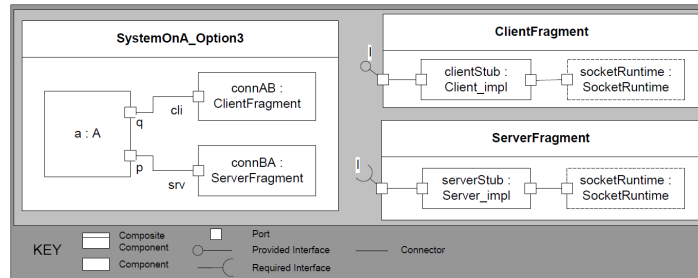 SystemOnA_Option3
a : A
q
p
cli
srv
connAB :
ClientFragment
connBA :
ServerFragment
ClientFragment
I
clientStub :
Client_impl
socketRuntime :
SocketRuntime
ServerFragment
I
serverStub :
Server_impl
socketRuntime :
SocketRuntime
KEY
Composite
Component
Component
Port
Provided Interface
Required Interface
Connector